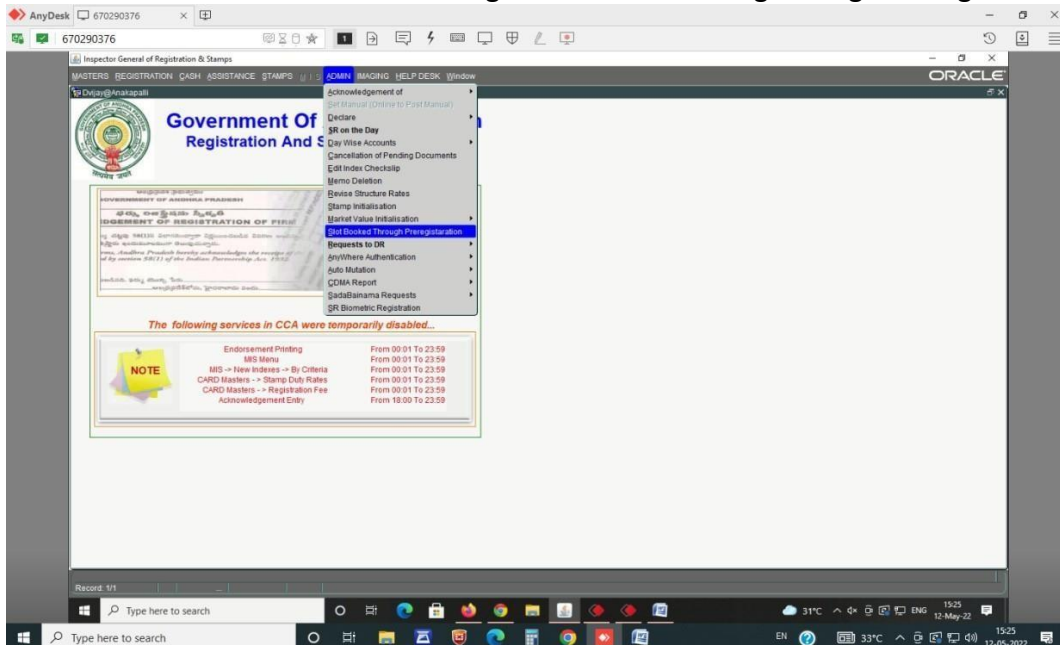 AnyDesk 670290376
670290376
Inspector General of Registration & Stamps
MASTERS REGISTRATION CASH ASSISTANCE STAMPS M I S ADMIN IMAGING HELP DESK Window
ORACLE
Dvijay@Anakapalli
Government Of
Registration And S
Acknowledgement of
Set Manual (Online to Post Manual)
Declare
SR on the Day
Day Wise Accounts
Cancellation of Pending Documents
Edit Index Checkslip
Memo Deletion
Revise Structure Rates
Stamp Initialisation
Market Value Initialisation
Slot Booked Through Preregistaration
Requests to DR
AnyWhere Authentication
Auto Mutation
CDMA Report
SadaBainama Requests
SR Biometric Registration
The following services in CCA were temporarily disabled...
NOTE
Endorsement Printing From 00:01 To 23:59
MIS Menu From 00:01 To 23:59
MIS -> New Indexes -> By Criteria From 00:01 To 23:59
CARD Masters -> Stamp Duty Rates From 00:01 To 23:59
CARD Masters -> Registration Fee From 00:01 To 23:59
Acknowledgement Entry From 18:00 To 23:59
Record: 1/1
Type here to search
31°C ENG 15:25
12-May-22
Type here to search
EN 33°C 15:25
12-05-2022